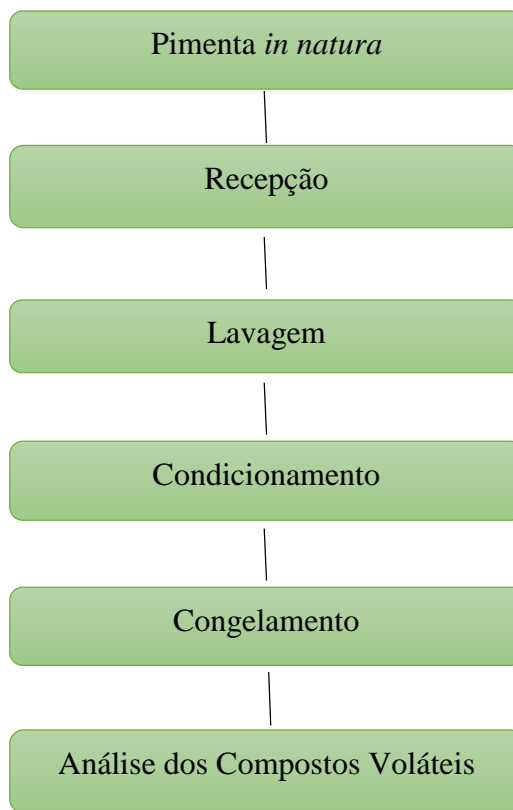 Pimenta in natura
Recepção
Lavagem
Condicionamento
Congelamento
Análise dos Compostos Voláteis